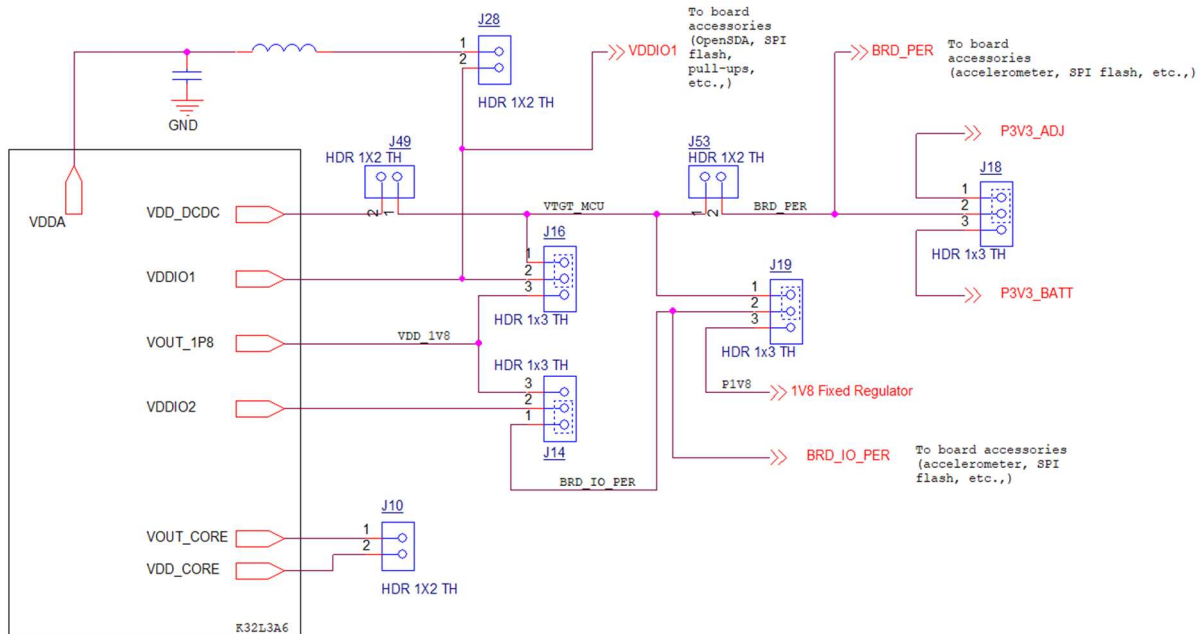 J28
1
2
HDR 1X2 TH
VDDIO1
To board
accessories
(OpenSDA, SPI
flash,
pull-ups,
etc.,)
BRD_PER
To board
accessories
(accelerometer, SPI flash, etc.,)
GND
P3V3_ADJ
J49
HDR 1X2 TH
2
1
J53
HDR 1X2 TH
1
2
J18
1
2
3
HDR 1x3 TH
VDDA
VDD_DCDC
VTGT_MCU
BRD_PER
J16
1
2
3
HDR 1x3 TH
VDDIO1
J19
1
2
3
HDR 1x3 TH
P3V3_BATT
VOUT_1P8
VDD_1V8
HDR 1x3 TH
3
2
1
J14
P1V8
1V8 Fixed Regulator
VDDIO2
BRD_IO_PER
BRD_IO_PER
To board accessories
(accelerometer, SPI
flash, etc.,)
J10
1
2
HDR 1X2 TH
VOUT_CORE
VDD_CORE
K32L3A6